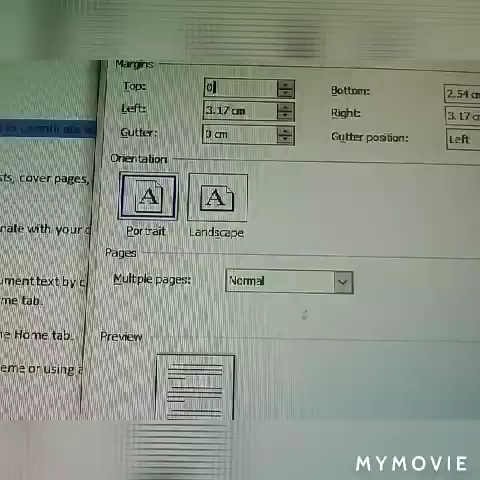 Margins
Top: 0
Bottom: 2.54 cm
Left: 3.17 cm
Right: 3.17
Gutter: 0 cm
Gutter position: Left
Orientation
A
A
Portrait
Landscape
Pages
Multiple pages: Normal
Preview
sts, cover pages,
nate with your c
ument text by c
me tab.
e Home tab.
eme or using a
MYMOVIE